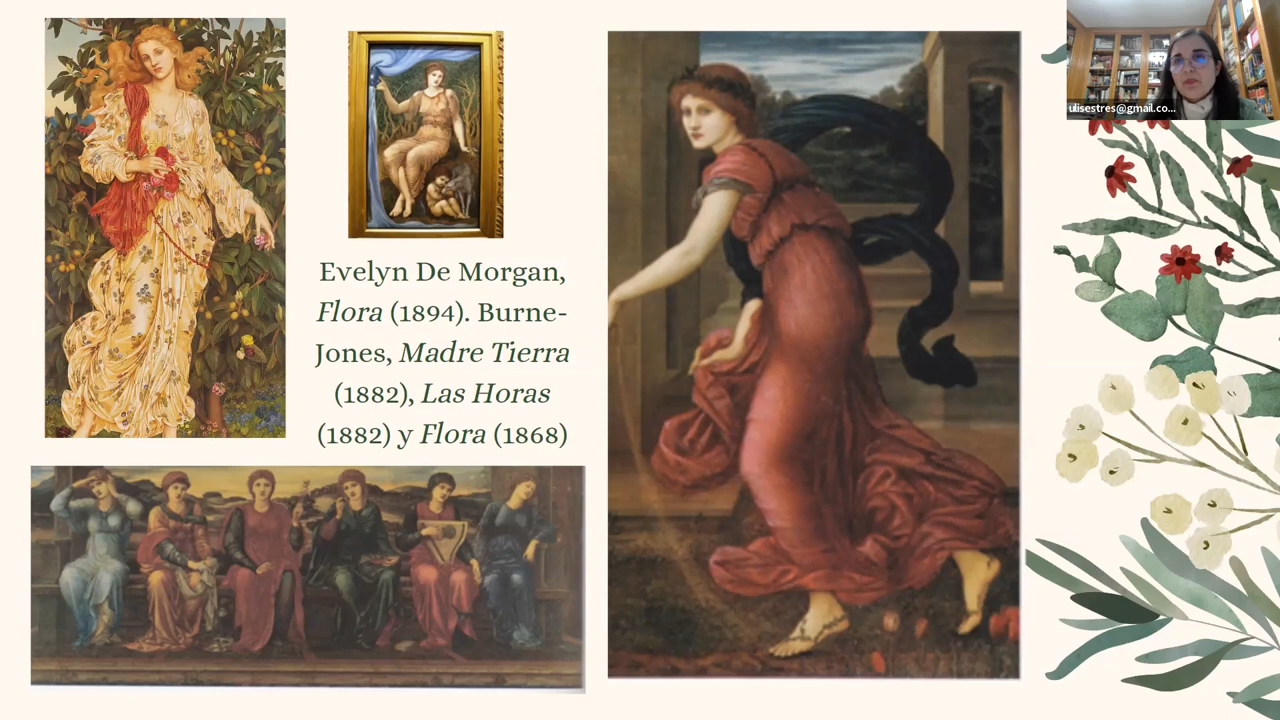 ulisestres@gmail.co...
Evelyn De Morgan,
Flora (1894). Burne-
Jones, Madre Tierra
(1882), Las Horas
(1882) y Flora (1868)